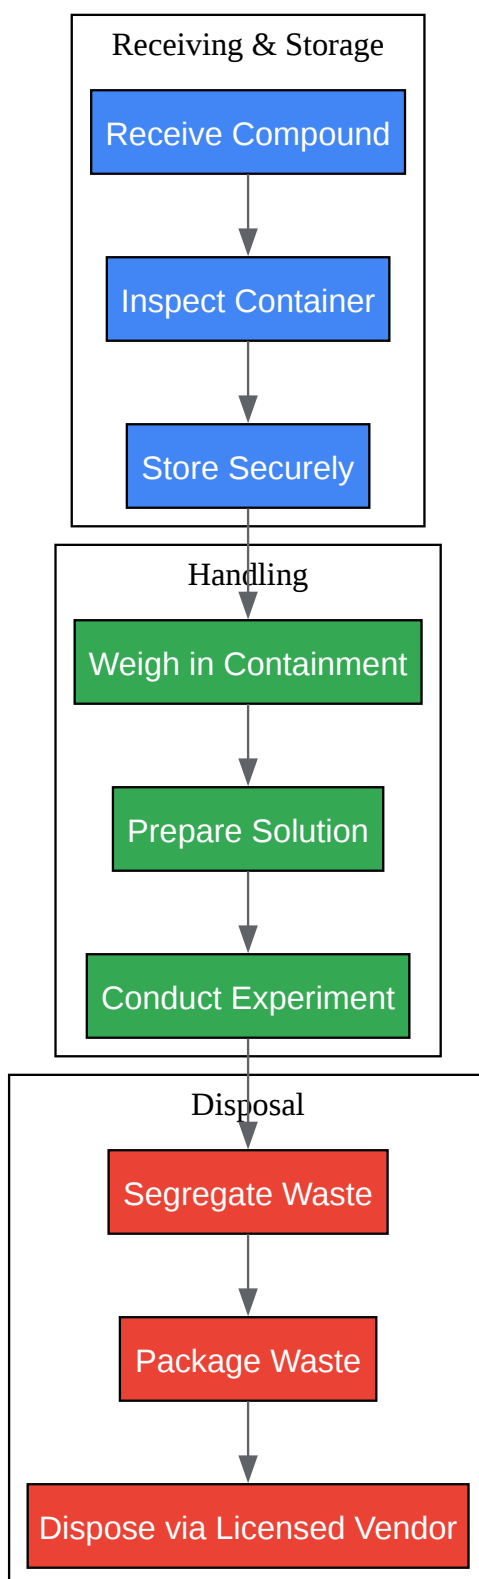 Receiving & Storage
Receive Compound
Inspect Container
Store Securely
Handling
Weigh in Containment
Prepare Solution
Conduct Experiment
Disposal
Segregate Waste
Package Waste
Dispose via Licensed Vendor